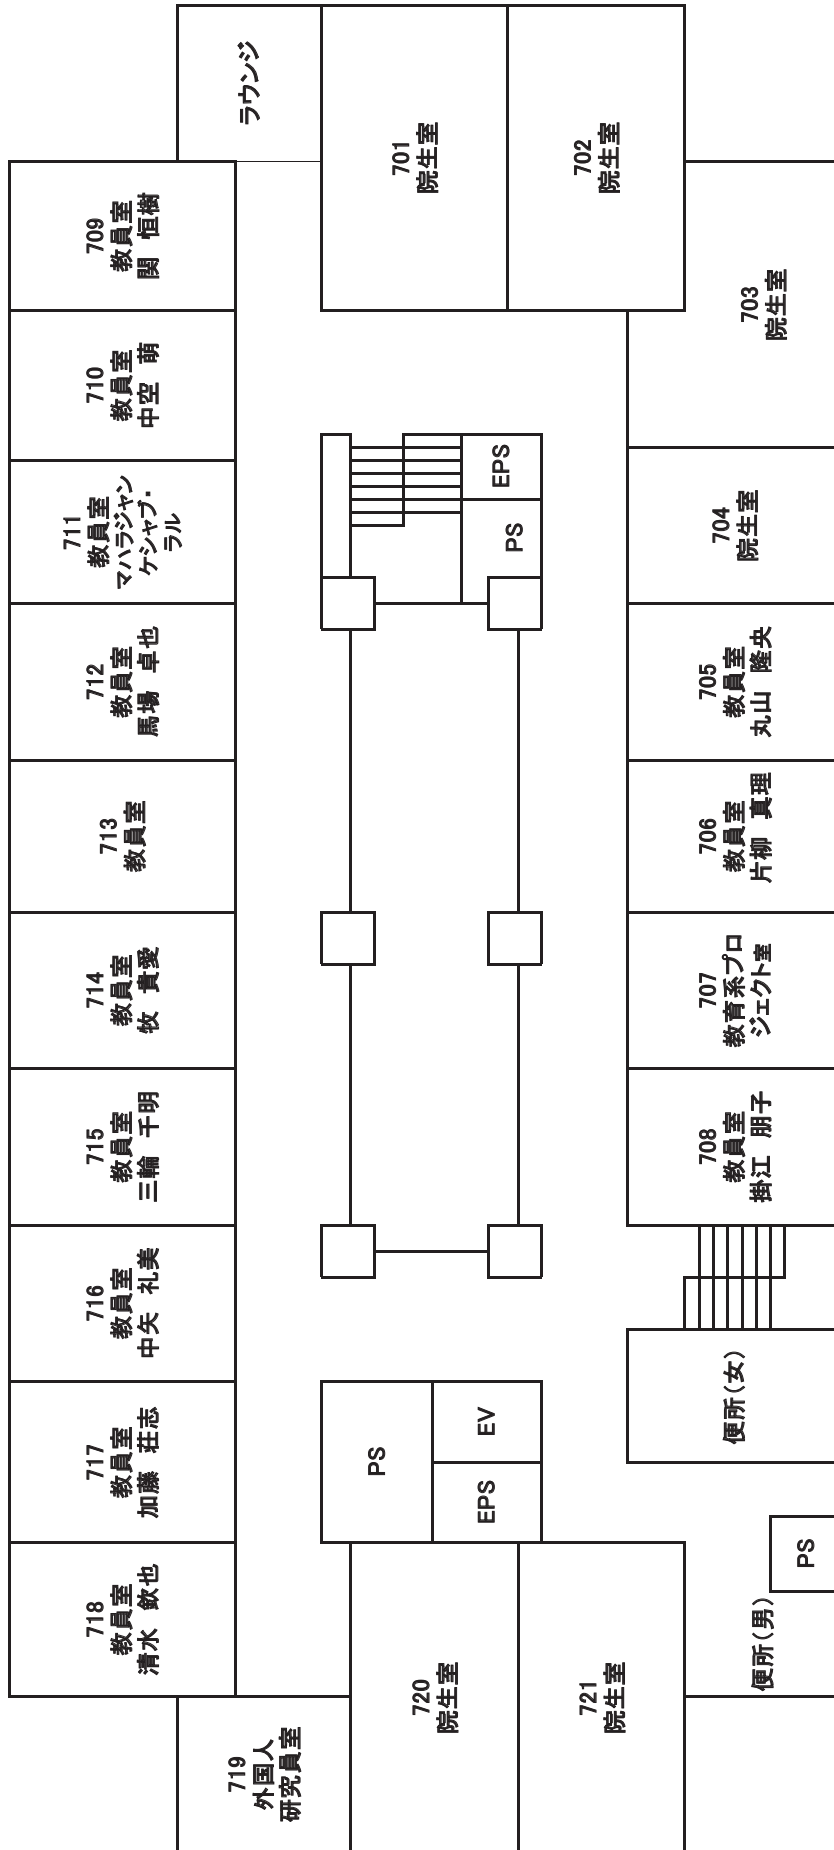 ラウンジ
701
院生室
702
院生室
703
院生室
704
院生室
705
教員室
丸山　隆央
706
教員室
片柳　真理
707
教育系プロ
ジェクト室
708
教員室
掛江　朋子
709
教員室
関　恒樹
710
教員室
中空　萌
711
教員室
マハラジャン
ケシャブ・
ラル
712
教員室
馬場　卓也
713
教員室
714
教員室
牧　貴愛
715
教員室
三輪　千明
716
教員室
中矢　礼美
717
教員室
加藤　荘志
718
教員室
清水　欽也
719
外国人
研究員室
720
院生室
721
院生室
EPS
PS
PS
EV
EPS
便所（女）
PS
便所（男）